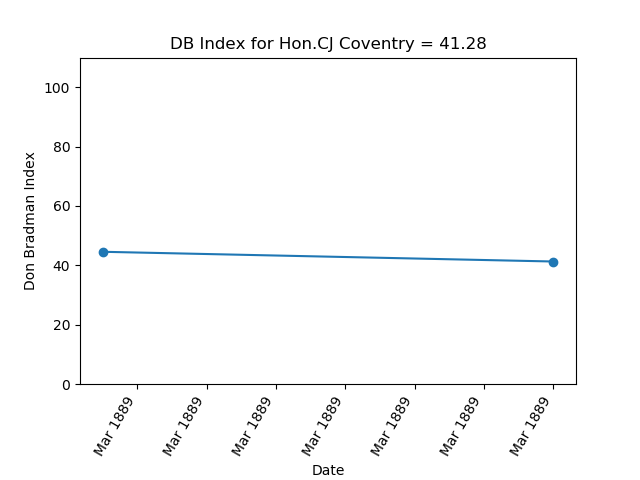 DB Index for Hon.CJ Coventry = 41.28
100
80
60
40
20
0
Don Bradman Index
Mar 1889
Mar 1889
Mar 1889
Mar 1889
Mar 1889
Mar 1889
Mar 1889
Date